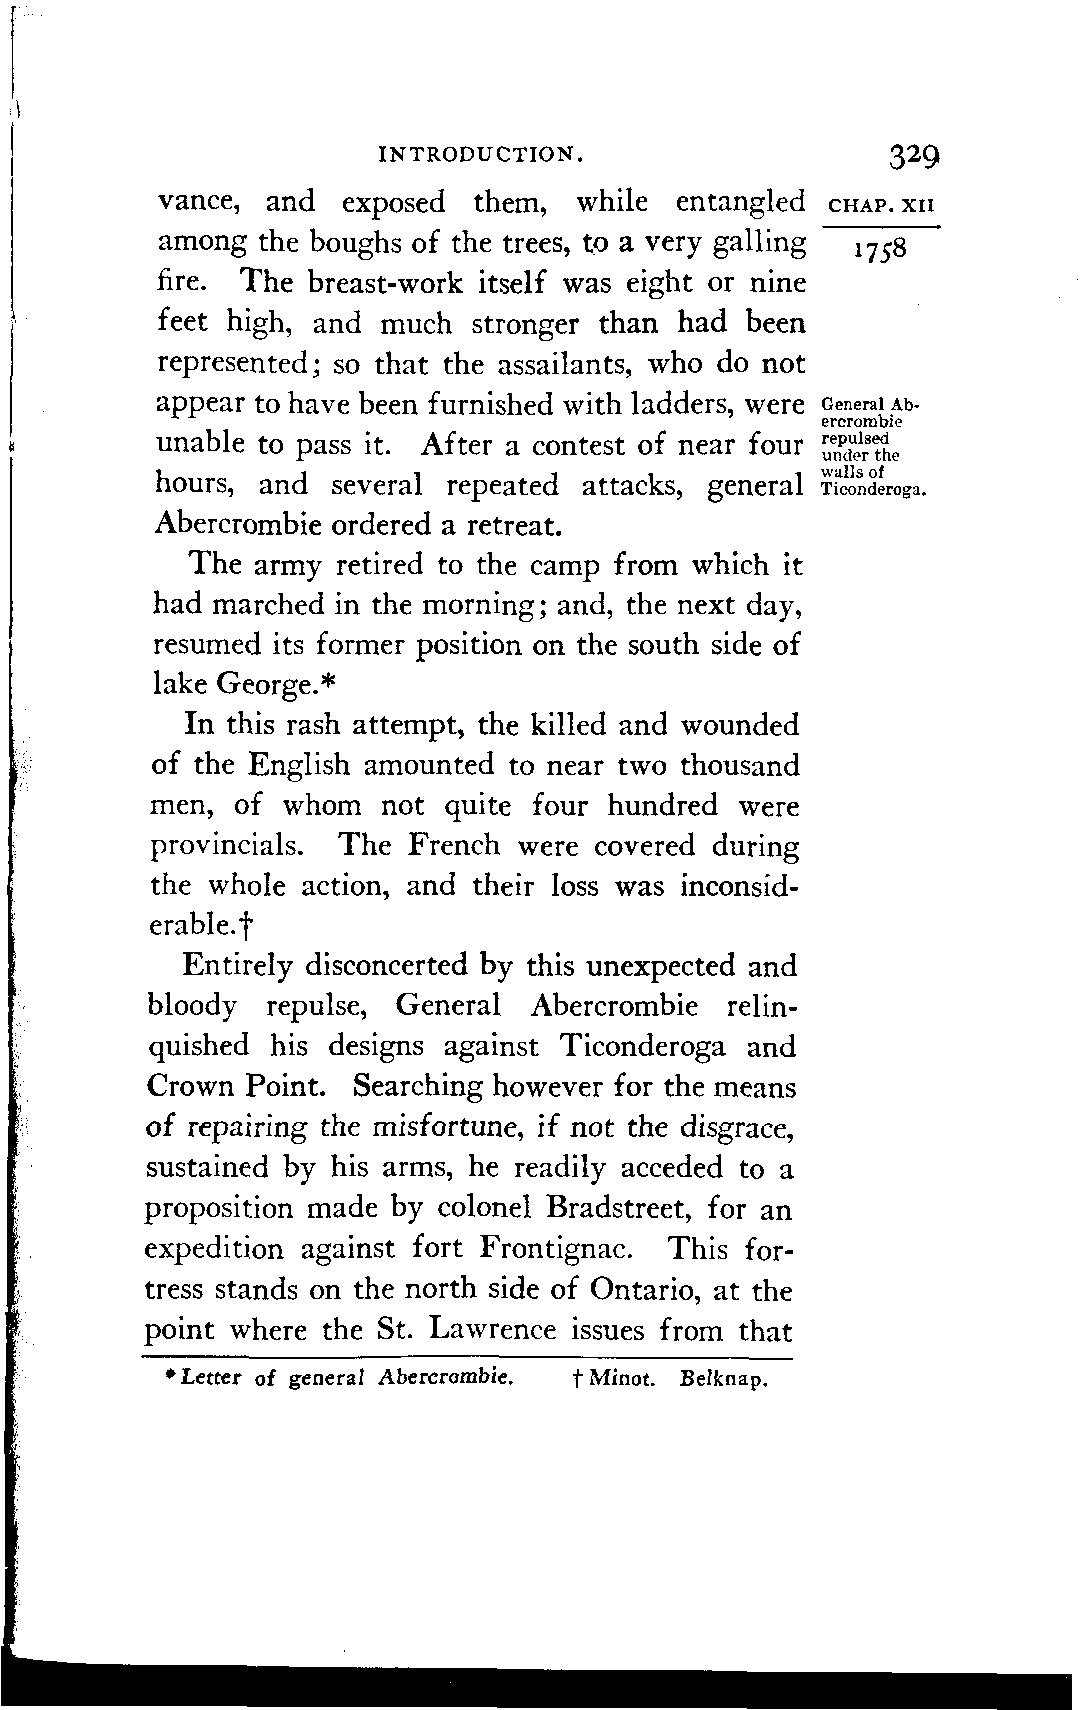 INTRODUCTION. 329
vance, and exposed them, while entangled
among the boughs of the trees, to a very galling
fire. The breast-work itself was eight or nine
feet high, and much stronger than had been
represented; so that the assailants, who do not
appear to have been furnished with ladders, were
unable to pass it. After a contest of near four
hours, and several repeated attacks, general
Abercrombie ordered a retreat.
CHAP. XII
1758
General Ab-
ercrombie
repulsed
under the
walls of
Ticonderoga.
The army retired to the camp from which it
had marched in the morning; and, the next day,
resumed its former position on the south side of
lake George.*
In this rash attempt, the killed and wounded
of the English amounted to near two thousand
men, of whom not quite four hundred were
provincials. The French were covered during
the whole action, and their loss was inconsid-
erable.†
Entirely disconcerted by this unexpected and
bloody repulse, General Abercrombie relin-
quished his designs against Ticonderoga and
Crown Point. Searching however for the means
of repairing the misfortune, if not the disgrace,
sustained by his arms, he readily acceded to a
proposition made by colonel Bradstreet, for an
expedition against fort Frontignac. This for-
tress stands on the north side of Ontario, at the
point where the St. Lawrence issues from that
*Letter of general Abercrombie. †Minot. Belknap.